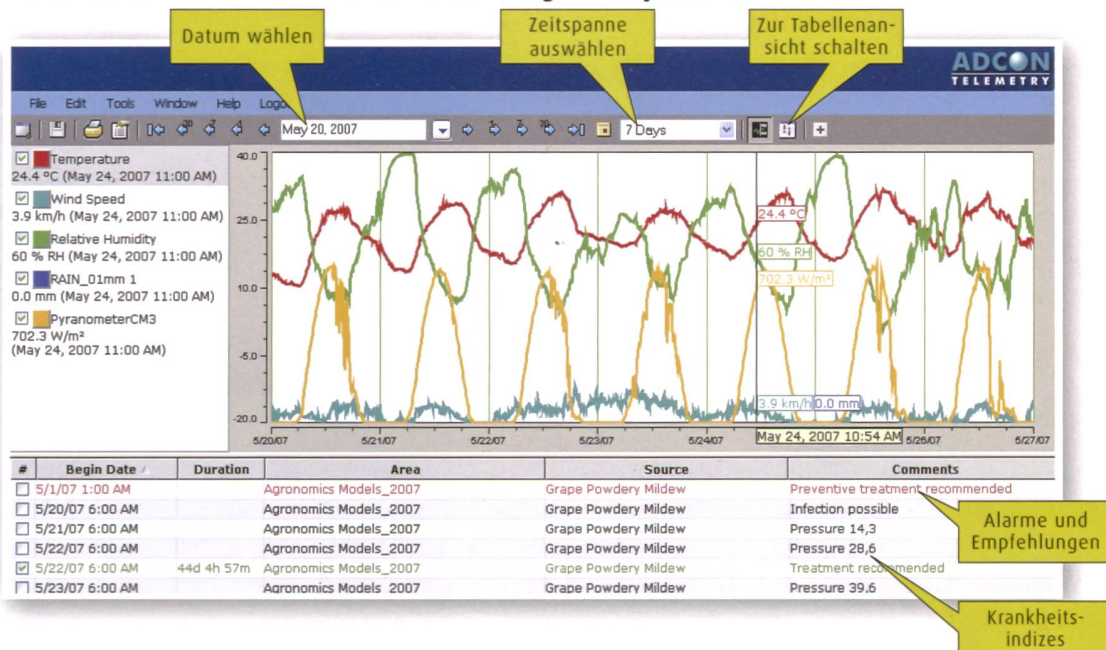 Datum wählen
Zeitspanne
auswählen
Zur Tabellenan-
sicht schalten
ADCON
TELEMETRY
File Edit Tools Window Help
May 20, 2007
7 Days
Temperature
24.4 °C (May 24, 2007 11:00 AM)
Wind Speed
3.9 km/h (May 24, 2007 11:00 AM)
Relative Humidity
60 % RH (May 24, 2007 11:00 AM)
RAIN_01mm 1
0.0 mm (May 24, 2007 11:00 AM)
PyranometerCM3
702.3 W/m²
(May 24, 2007 11:00 AM)
40.0
25.0
10.0
-5.0
-20.0
24.4 °C
60 % RH
702.3 W/m²
3.9 km/h 0.0 mm
5/20/07 5/21/07 5/22/07 5/23/07 5/24/07 May 24, 2007 10:54 AM 5/26/07 5/27/07
# Begin Date Duration Area Source Comments
5/1/07 1:00 AM Agronomics Models_2007 Grape Powdery Mildew Preventive treatment recommended
5/20/07 6:00 AM Agronomics Models_2007 Grape Powdery Mildew Infection possible
5/21/07 6:00 AM Agronomics Models_2007 Grape Powdery Mildew Pressure 14,3
5/22/07 6:00 AM Agronomics Models_2007 Grape Powdery Mildew Pressure 28,6
5/22/07 6:00 AM 44d 4h 57m Agronomics Models_2007 Grape Powdery Mildew Treatment recommended
5/23/07 6:00 AM Agronomics Models_2007 Grape Powdery Mildew Pressure 39,6
Alarme und
Empfehlungen
Krankheits-
indizes